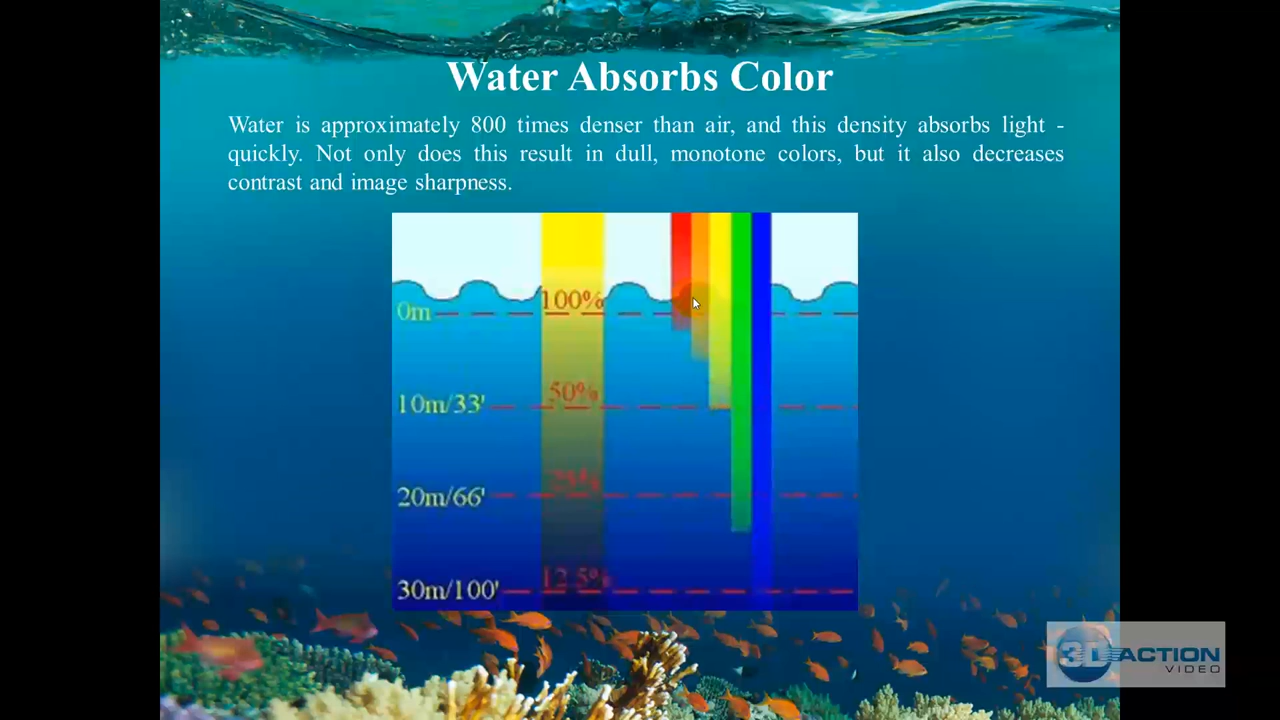 Water Absorbs Color
Water is approximately 800 times denser than air, and this density absorbs light -
quickly. Not only does this result in dull, monotone colors, but it also decreases
contrast and image sharpness.
0m
100%
10m/33'
50%
20m/66'
25%
30m/100'
12.5%
3D ACTION
VIDEO